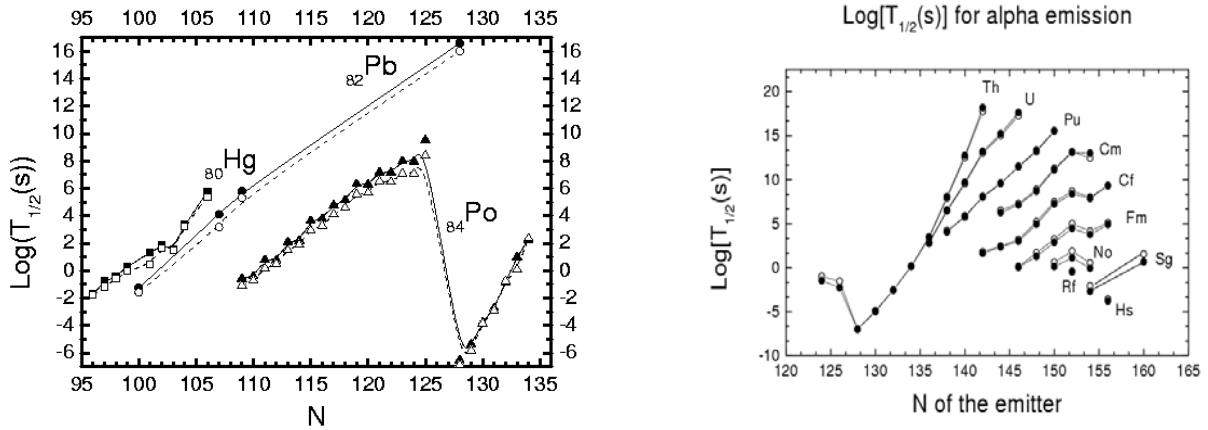 95 100 105 110 115 120 125 130 135
16 16
14 14
12 12
10 10
8 8
6 6
4 4
2 2
0 0
-2 -2
-4 -4
-6 -6
95 100 105 110 115 120 125 130 135
Log(T1/2(s))
N
82Pb
80Hg
84Po
Log[T1/2(s)] for alpha emission
20
15
10
5
0
-5
-10
120 125 130 135 140 145 150 155 160 165
Log[T1/2(s)]
N of the emitter
Th
U
Pu
Cm
Cf
Fm
No
Sg
Rf
Hs